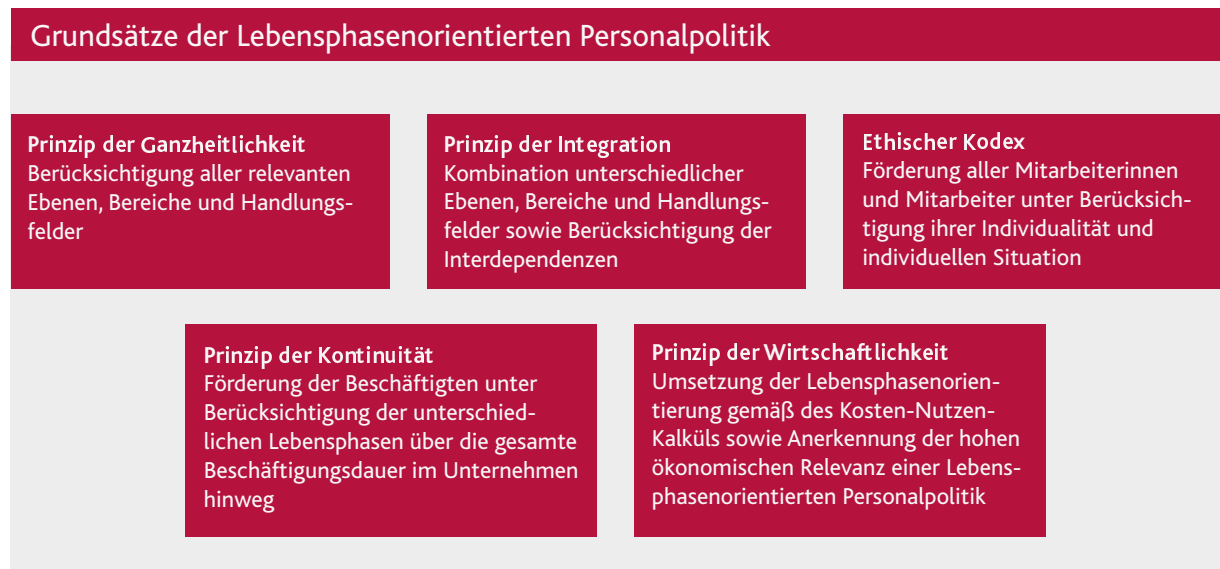 Grundsätze der Lebensphasenorientierten Personalpolitik
Prinzip der Ganzheitlichkeit
Berücksichtigung aller relevanten
Ebenen, Bereiche und Handlungs-
felder
Prinzip der Integration
Kombination unterschiedlicher
Ebenen, Bereiche und Handlungs-
felder sowie Berücksichtigung der
Interdependenzen
Ethischer Kodex
Förderung aller Mitarbeiterinnen
und Mitarbeiter unter Berücksich-
tigung ihrer Individualität und
individuellen Situation
Prinzip der Kontinuität
Förderung der Beschäftigten unter
Berücksichtigung der unterschied-
lichen Lebensphasen über die gesamte
Beschäftigungsdauer im Unternehmen
hinweg
Prinzip der Wirtschaftlichkeit
Umsetzung der Lebensphasenorien-
tierung gemäß des Kosten-Nutzen-
Kalküls sowie Anerkennung der hohen
ökonomischen Relevanz einer Lebens-
phasenorientierten Personalpolitik